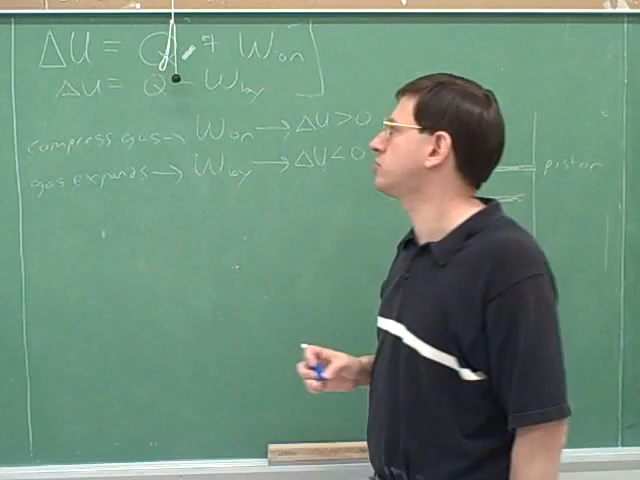 ΔU = Q + Won
ΔU = Q - Wby
compress gas → Won → ΔU > 0
gas expands → Wby → ΔU < 0
piston